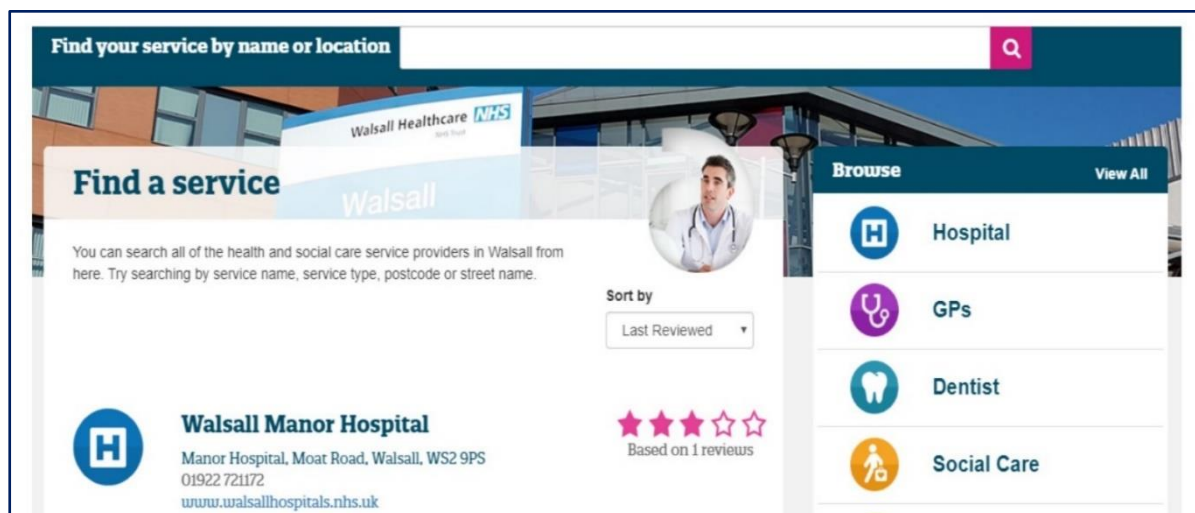 Find your service by name or location
Walsall Healthcare NHS
NHS Trust
Walsall
Find a service
You can search all of the health and social care service providers in Walsall from
here. Try searching by service name, service type, postcode or street name.
Sort by
Last Reviewed
Walsall Manor Hospital
Manor Hospital, Moat Road, Walsall, WS2 9PS
01922 721172
www.walsallhospitals.nhs.uk
Based on 1 reviews
Browse
View All
H
Hospital
GPs
Dentist
Social Care
H